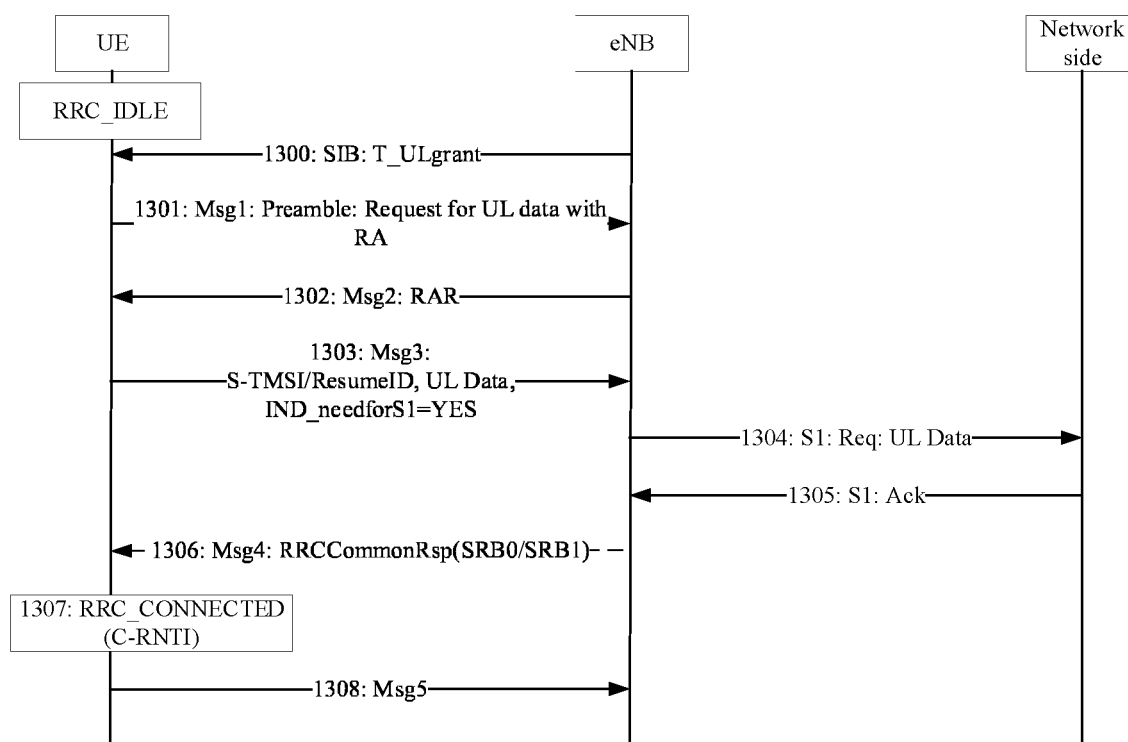 UE
eNB
Network
side
RRC_IDLE
1300: SIB: T_ULgrant
1301: Msg1: Preamble: Request for UL data with
RA
1302: Msg2: RAR
1303: Msg3:
S-TMSI/ResumeID, UL Data,
IND_needforS1=YES
1304: S1: Req: UL Data
1305: S1: Ack
1306: Msg4: RRCCommonRsp(SRB0/SRB1)
1307: RRC_CONNECTED
(C-RNTI)
1308: Msg5